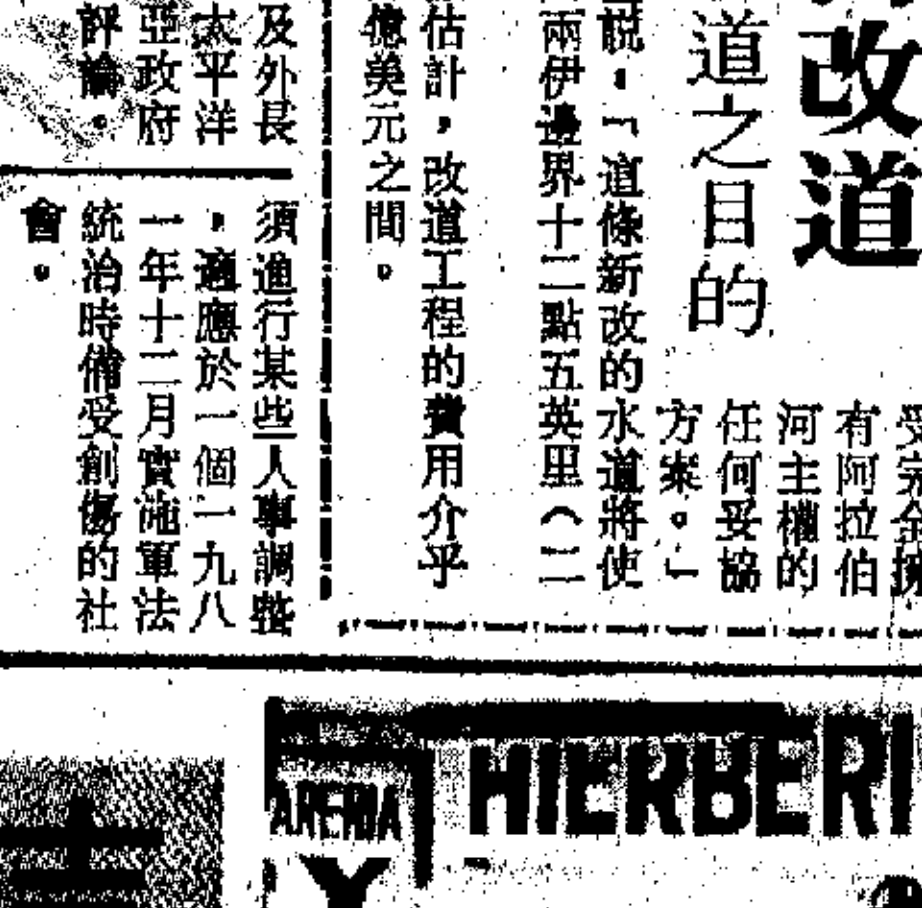 改道
道之目的
受完全擁
有阿拉伯
河主權的
任何妥協
方案。」
說,「這條新改的水道將使
兩伊邊界十二點五英里(二
估計,改道工程的費用介乎
億美元之間。
及外長
太平洋
亞政府
評論。
須進行某些人事調整
,適應於一個一九八
一年十二月實施軍法
統治時備受創傷的社
會。
HIERBERI
ARERIA
X